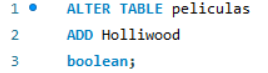 1 ALTER TABLE peliculas
2 ADD Holliwood
3 boolean;